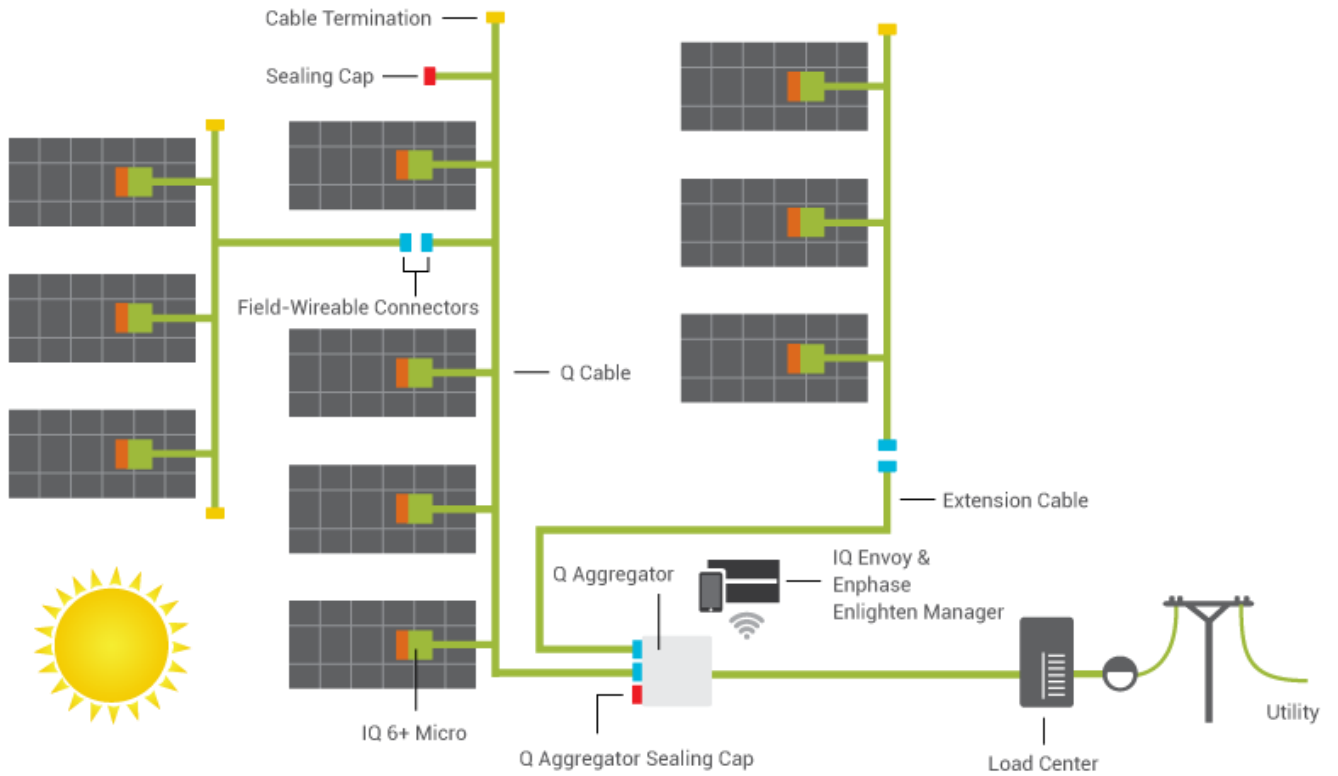 Cable Termination
Sealing Cap
Field-Wireable Connectors
Q Cable
Extension Cable
Q Aggregator
IQ Envoy &
Enphase
Enlighten Manager
IQ 6+ Micro
Q Aggregator Sealing Cap
Load Center
Utility